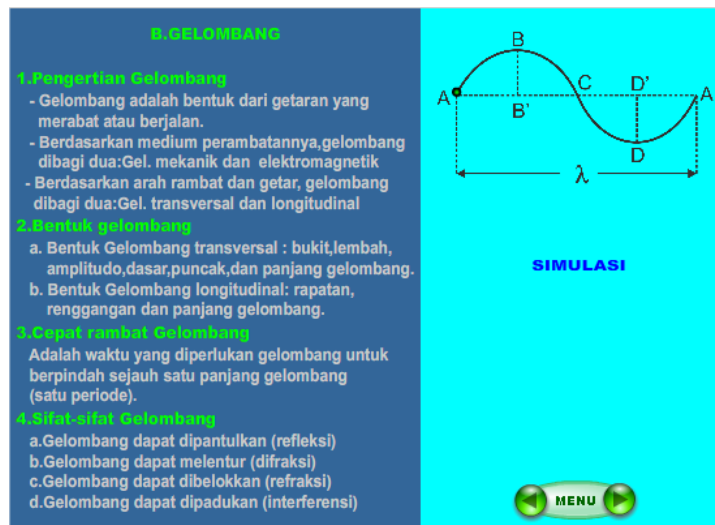 B.GELOMBANG
1.Pengertian Gelombang
- Gelombang adalah bentuk dari getaran yang
merabat atau berjalan.
- Berdasarkan medium perambatannya,gelombang
dibagi dua:Gel. mekanik dan elektromagnetik
- Berdasarkan arah rambat dan getar, gelombang
dibagi dua:Gel. transversal dan longitudinal
2.Bentuk gelombang
a. Bentuk Gelombang transversal : bukit,lembah,
amplitudo,dasar,puncak,dan panjang gelombang.
b. Bentuk Gelombang longitudinal: rapatan,
renggangan dan panjang gelombang.
3.Cepat rambat Gelombang
Adalah waktu yang diperlukan gelombang untuk
berpindah sejauh satu panjang gelombang
(satu periode).
4.Sifat-sifat Gelombang
a.Gelombang dapat dipantulkan (refleksi)
b.Gelombang dapat melentur (difraksi)
c.Gelombang dapat dibelokkan (refraksi)
d.Gelombang dapat dipadukan (interferensi)
B
A B' C D' A
D
λ
SIMULASI
MENU